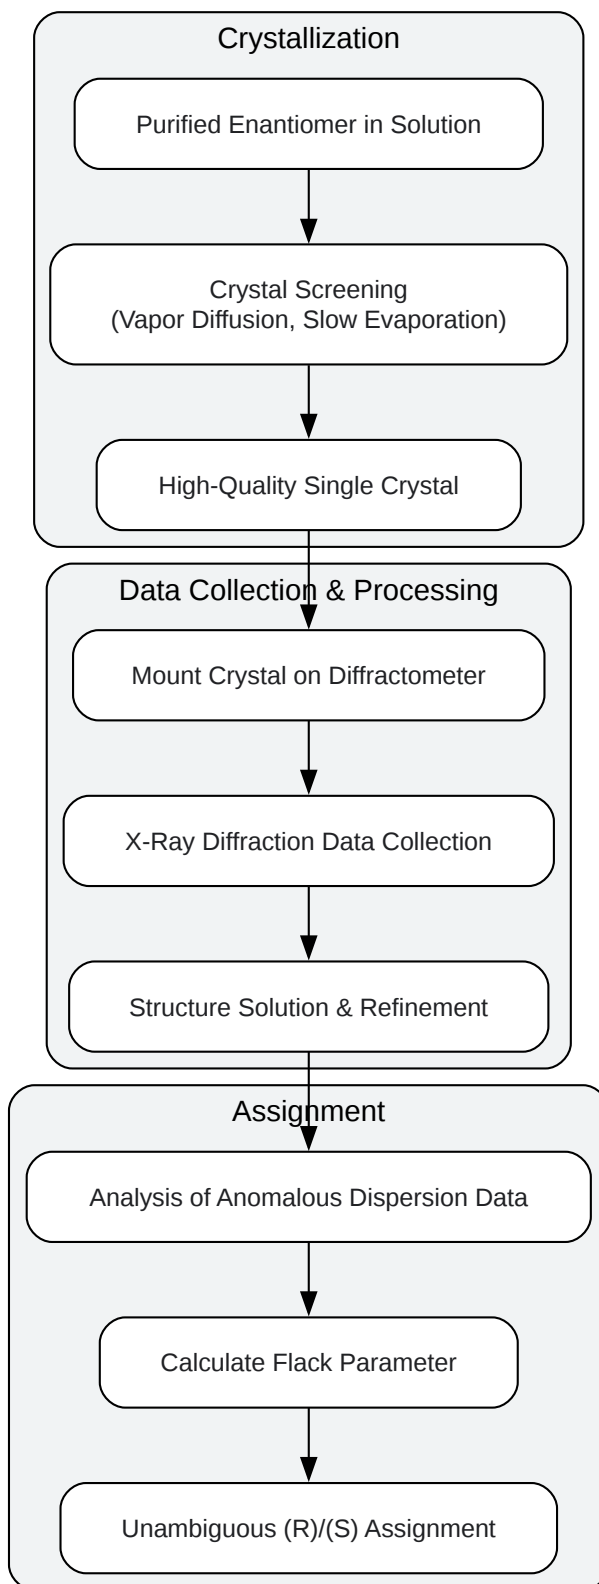 Crystallization
Purified Enantiomer in Solution
Crystal Screening
(Vapor Diffusion, Slow Evaporation)
High-Quality Single Crystal
Data Collection & Processing
Mount Crystal on Diffractometer
X-Ray Diffraction Data Collection
Structure Solution & Refinement
Assignment
Analysis of Anomalous Dispersion Data
Calculate Flack Parameter
Unambiguous (R)/(S) Assignment